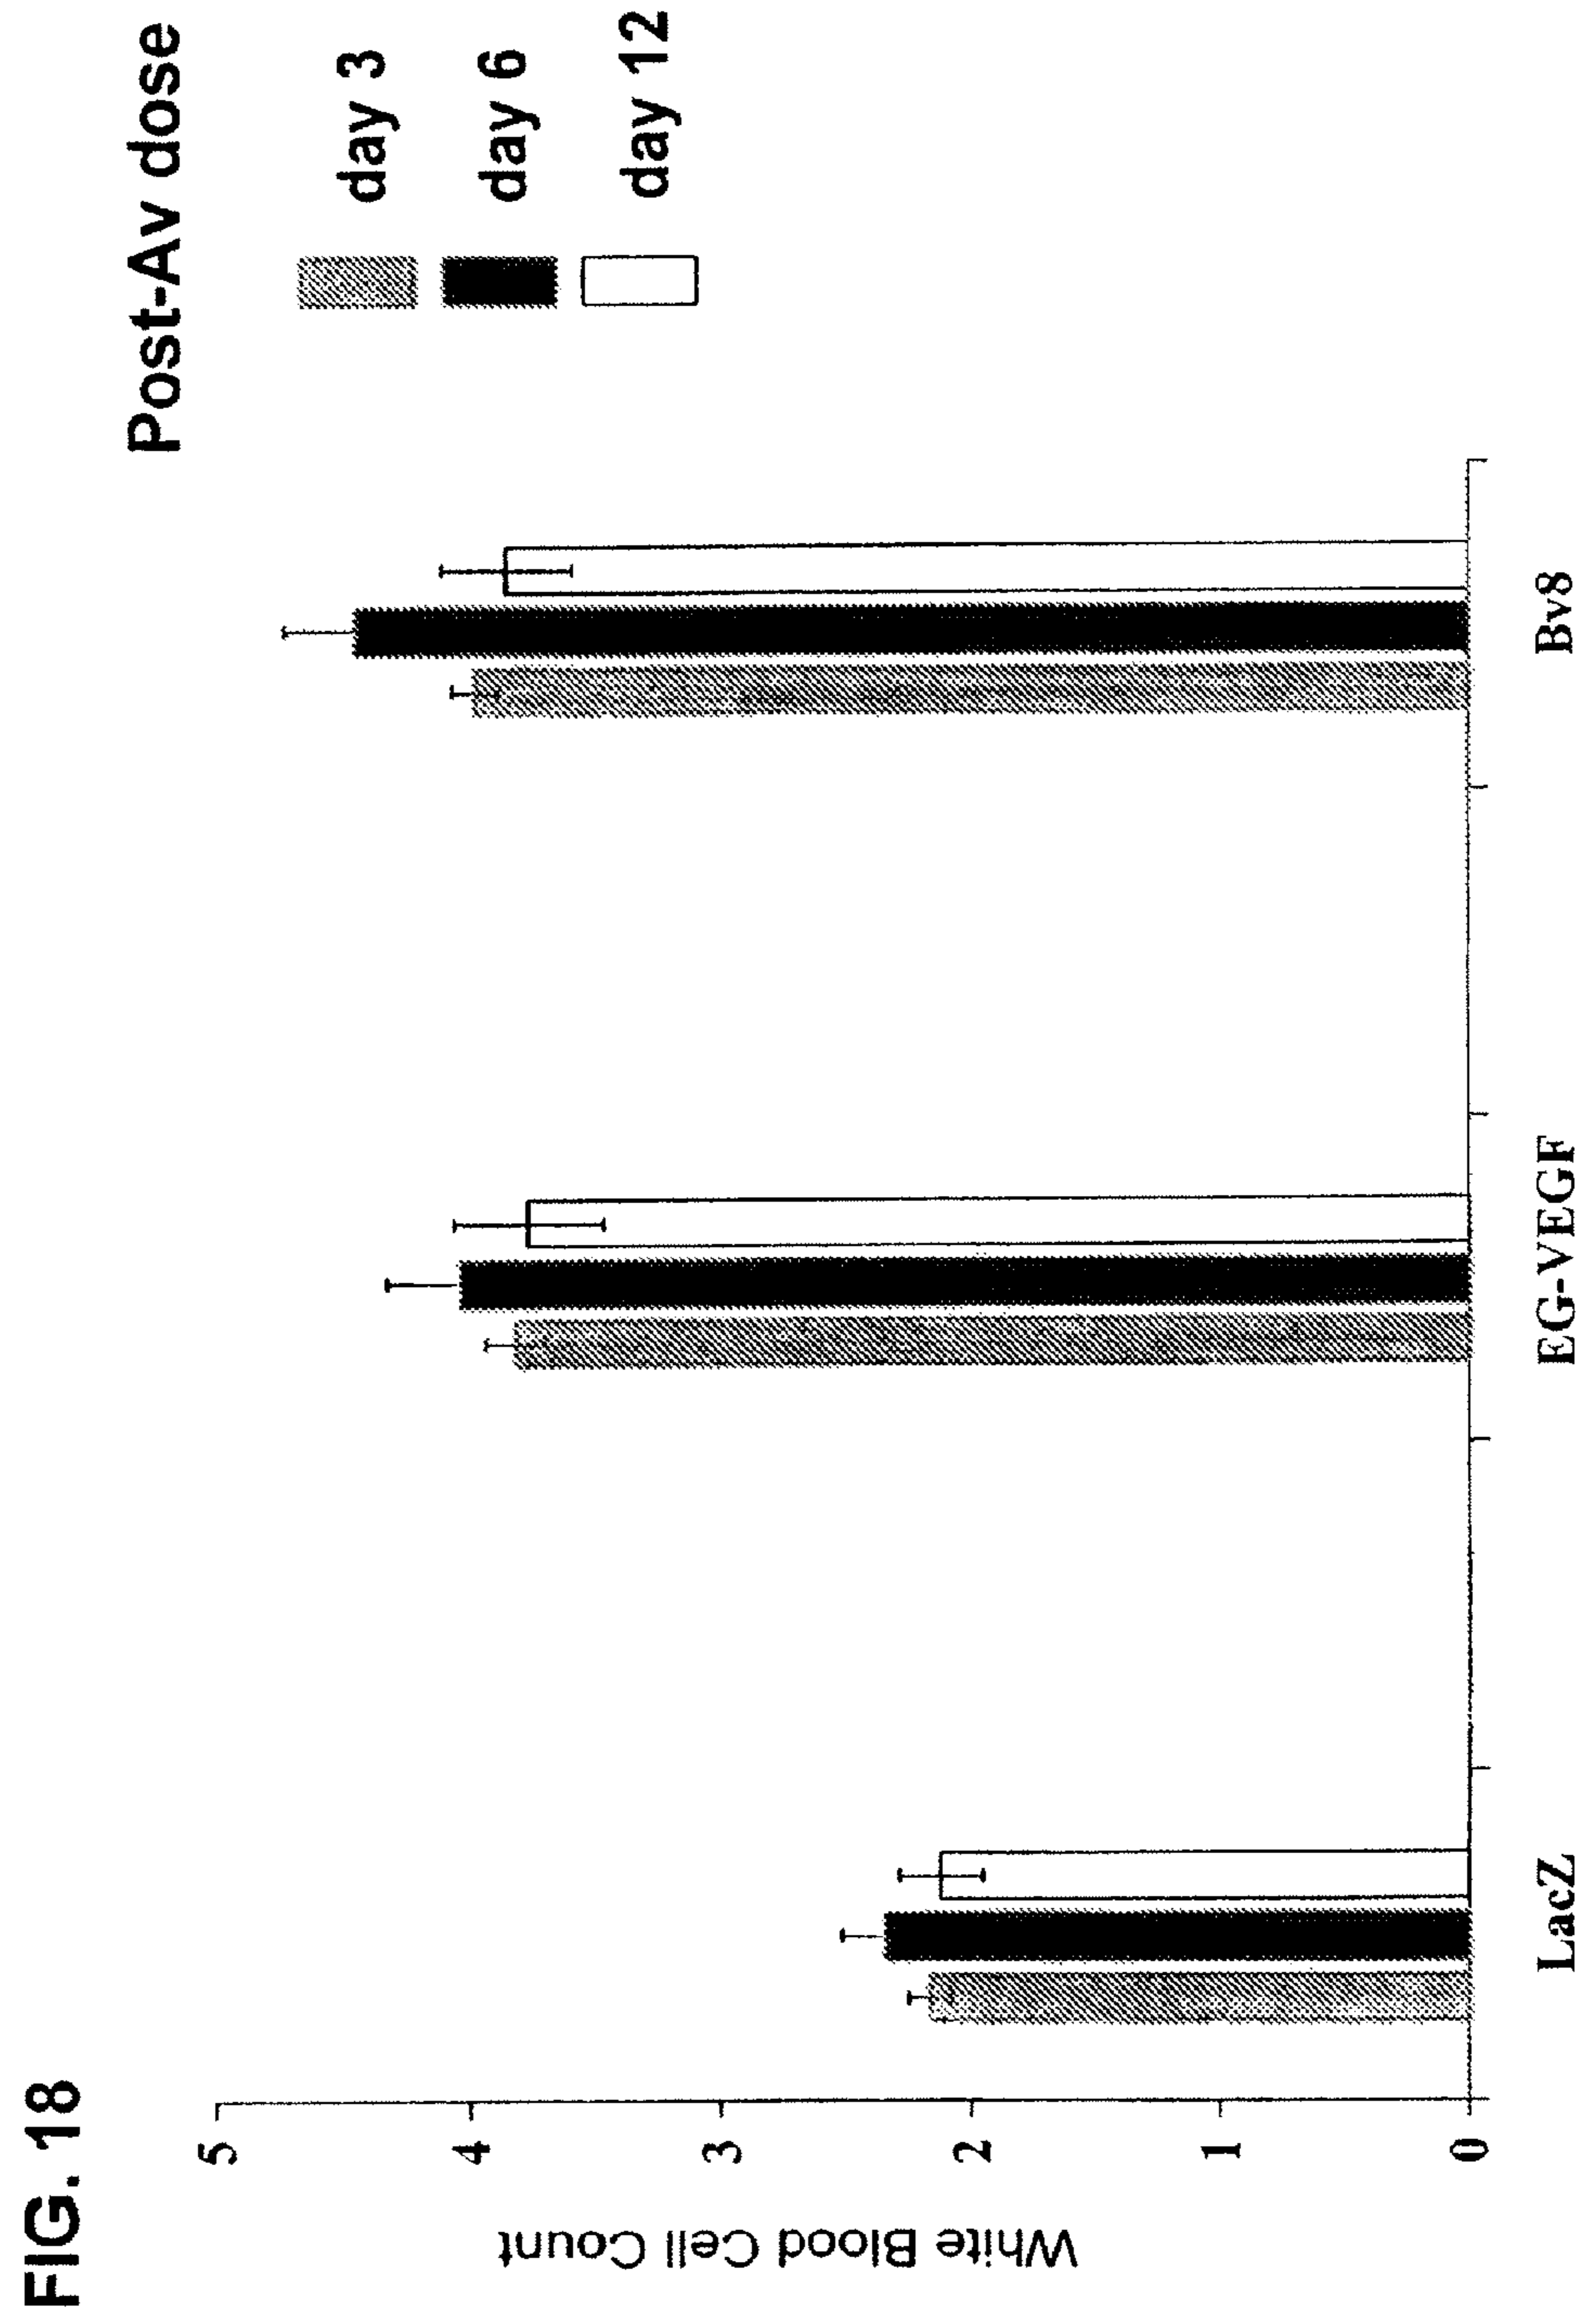 FIG. 18
Post-Av dose
day 3
day 6
day 12
White Blood Cell Count
5
4
3
2
1
0
LacZ
EG-VEGF
Bv8